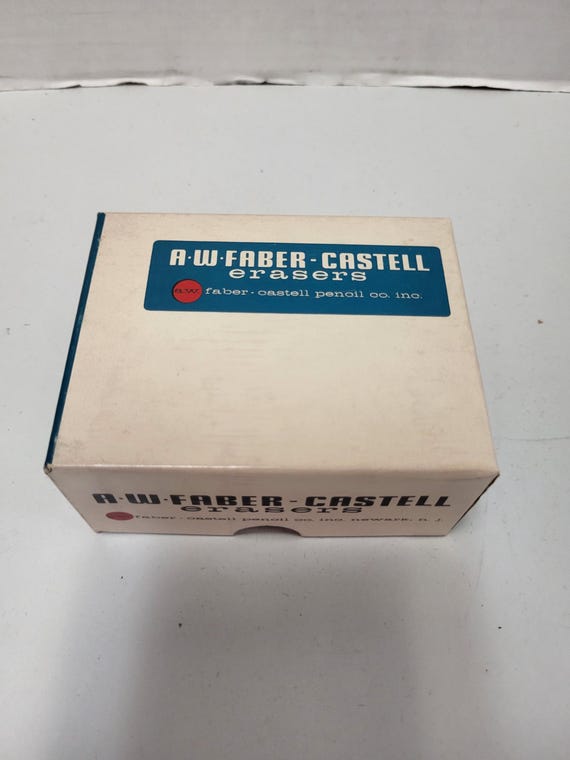 A·W·FABER-CASTELL
erasers
a.w. faber-castell pencil co. inc.
A·W·FABER-CASTELL
erasers
faber-castell pencil co. inc. newark, n. j.